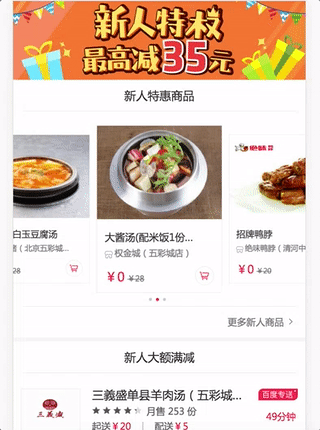 新人特权
最高减35元
新人特惠商品
绝味
白玉豆腐汤
大酱汤(配米饭1份...
招牌鸭脖
（北京五彩城...
权金城（五彩城店）
绝味鸭脖（清河中
¥28
¥0 ¥28
¥0 ¥20
更多新人商品 >
新人大额满减
三義盛
三義盛单县羊肉汤（五彩城...
百度专送
★★★★★ 月售 253 份
49分钟
起送¥20 | 配送¥5